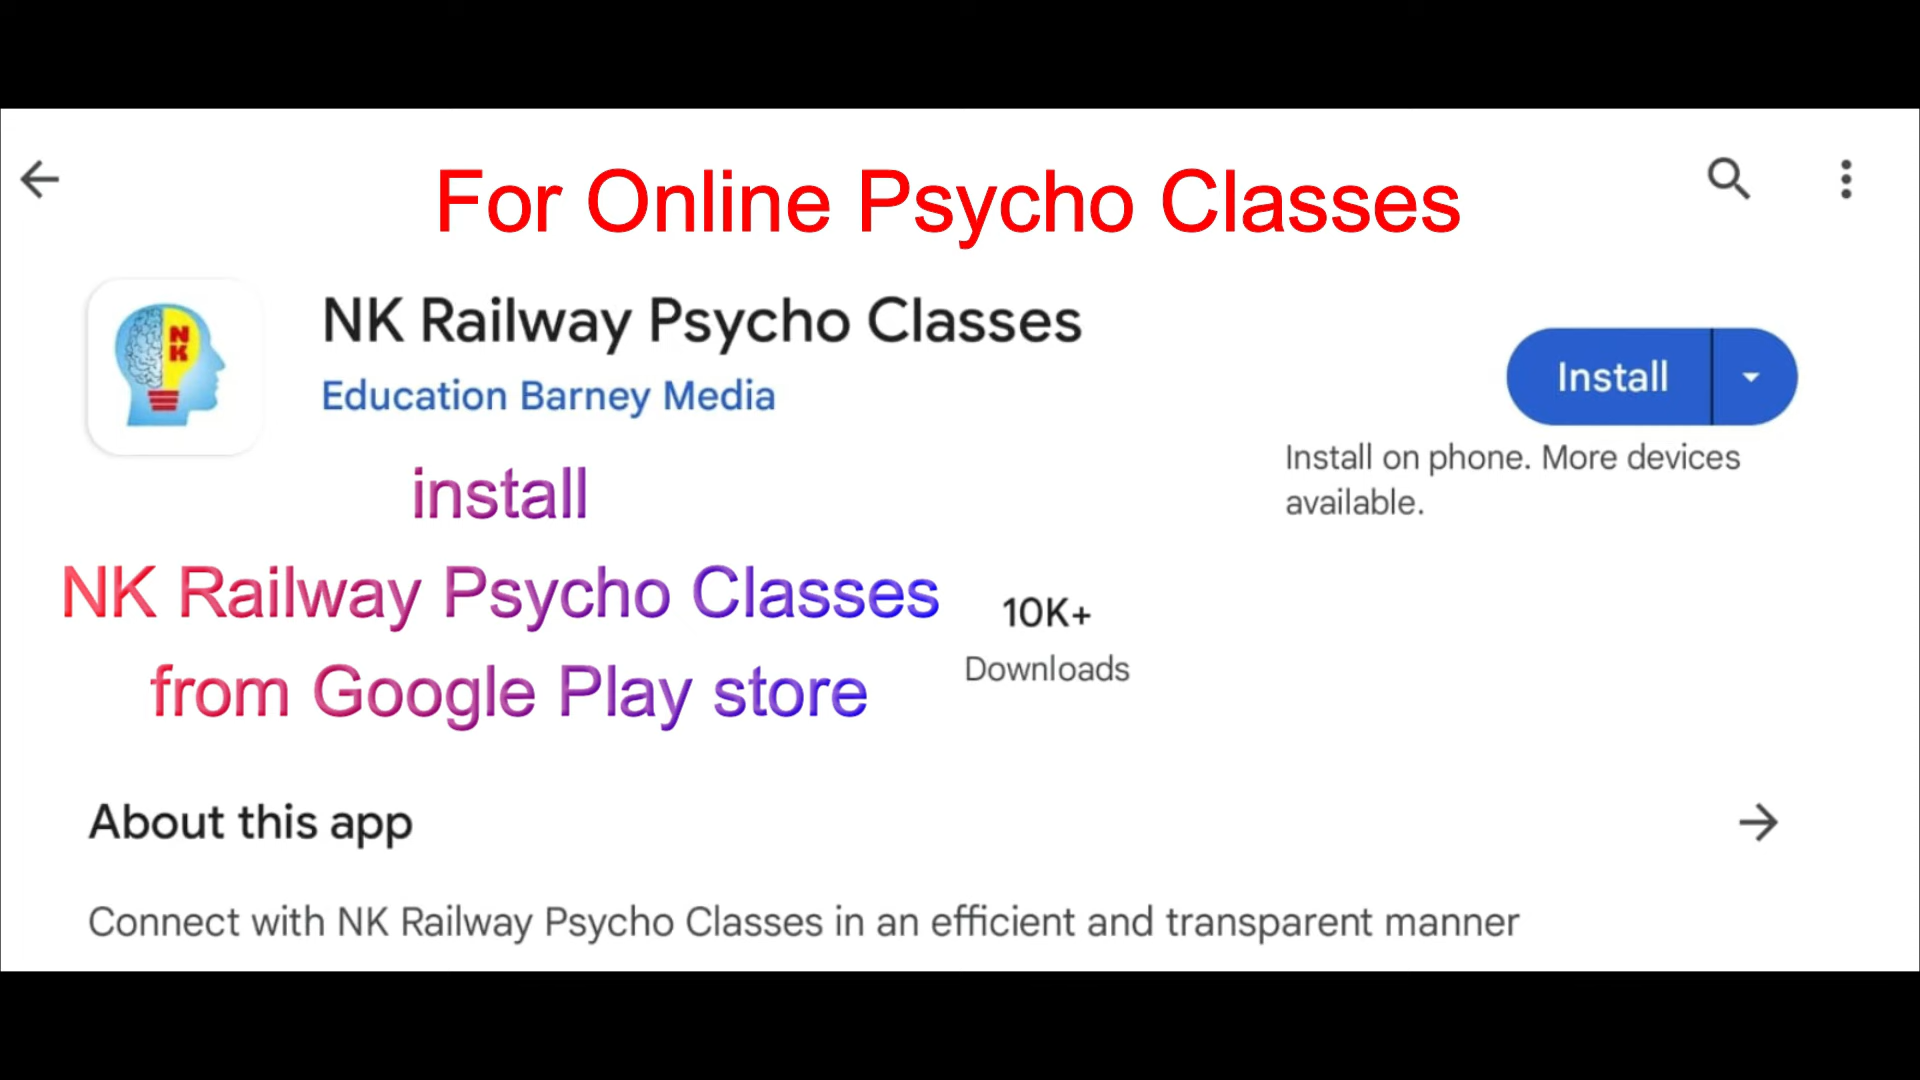 For Online Psycho Classes
NK
NK Railway Psycho Classes
Education Barney Media
Install
Install on phone. More devices
available.
install
NK Railway Psycho Classes
from Google Play store
10K+
Downloads
About this app
Connect with NK Railway Psycho Classes in an efficient and transparent manner